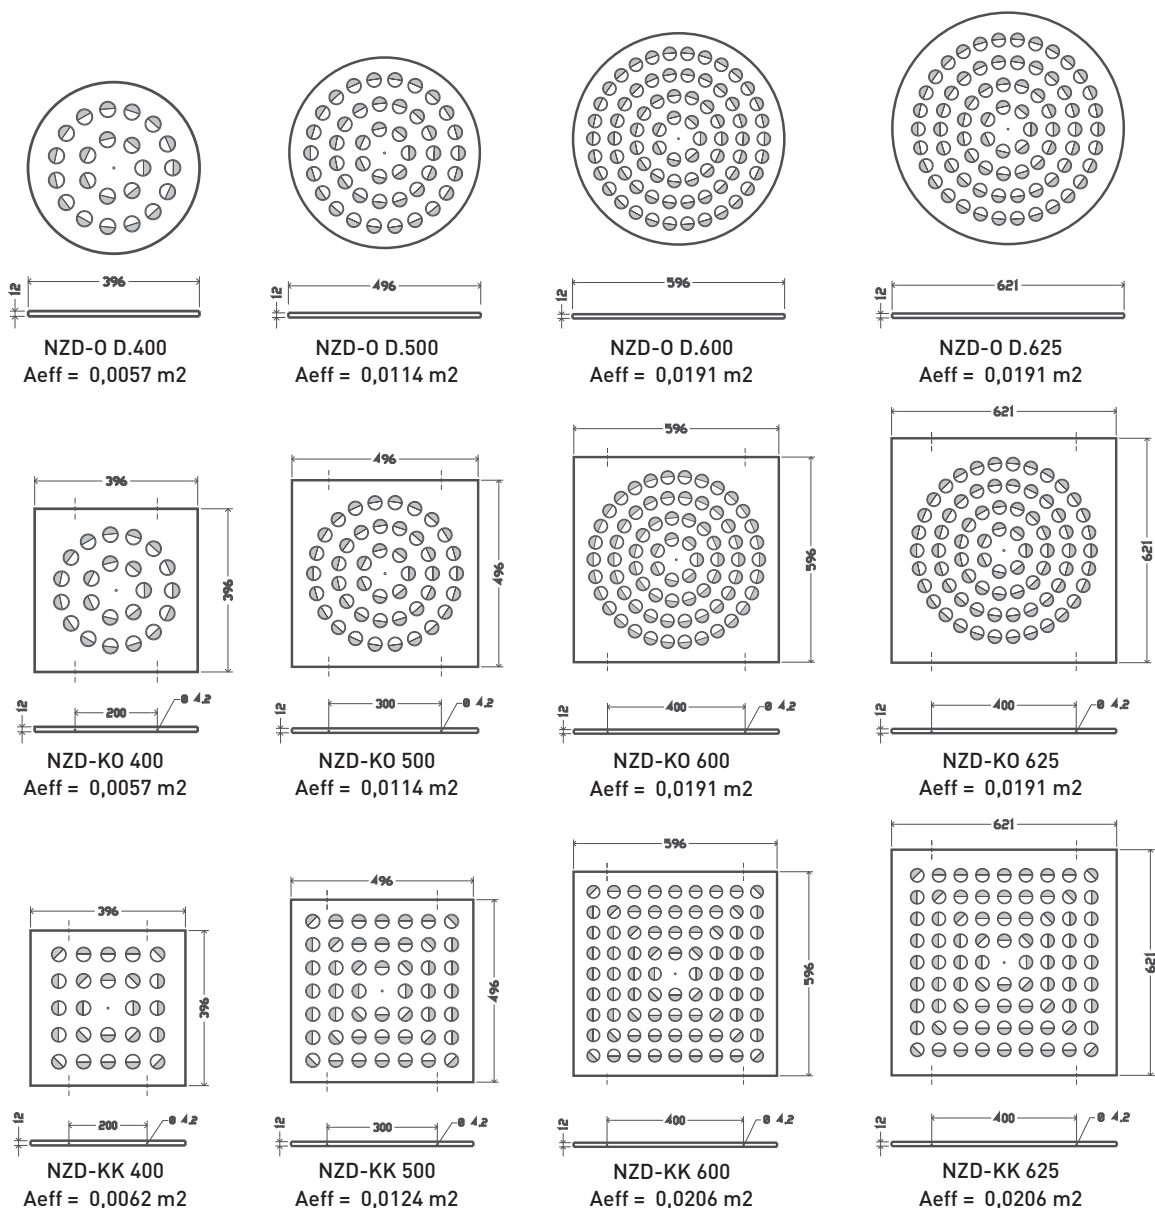 396
12
NZD-O D.400
Aeff = 0,0057 m2
496
12
NZD-O D.500
Aeff = 0,0114 m2
596
12
NZD-O D.600
Aeff = 0,0191 m2
621
12
NZD-O D.625
Aeff = 0,0191 m2
396
396
12
200
ø 4,2
NZD-KO 400
Aeff = 0,0057 m2
496
496
12
300
ø 4,2
NZD-KO 500
Aeff = 0,0114 m2
596
596
12
400
ø 4,2
NZD-KO 600
Aeff = 0,0191 m2
621
621
12
400
ø 4,2
NZD-KO 625
Aeff = 0,0191 m2
396
396
12
200
ø 4,2
NZD-KK 400
Aeff = 0,0062 m2
496
496
12
300
ø 4,2
NZD-KK 500
Aeff = 0,0124 m2
596
596
12
400
ø 4,2
NZD-KK 600
Aeff = 0,0206 m2
621
621
12
400
ø 4,2
NZD-KK 625
Aeff = 0,0206 m2